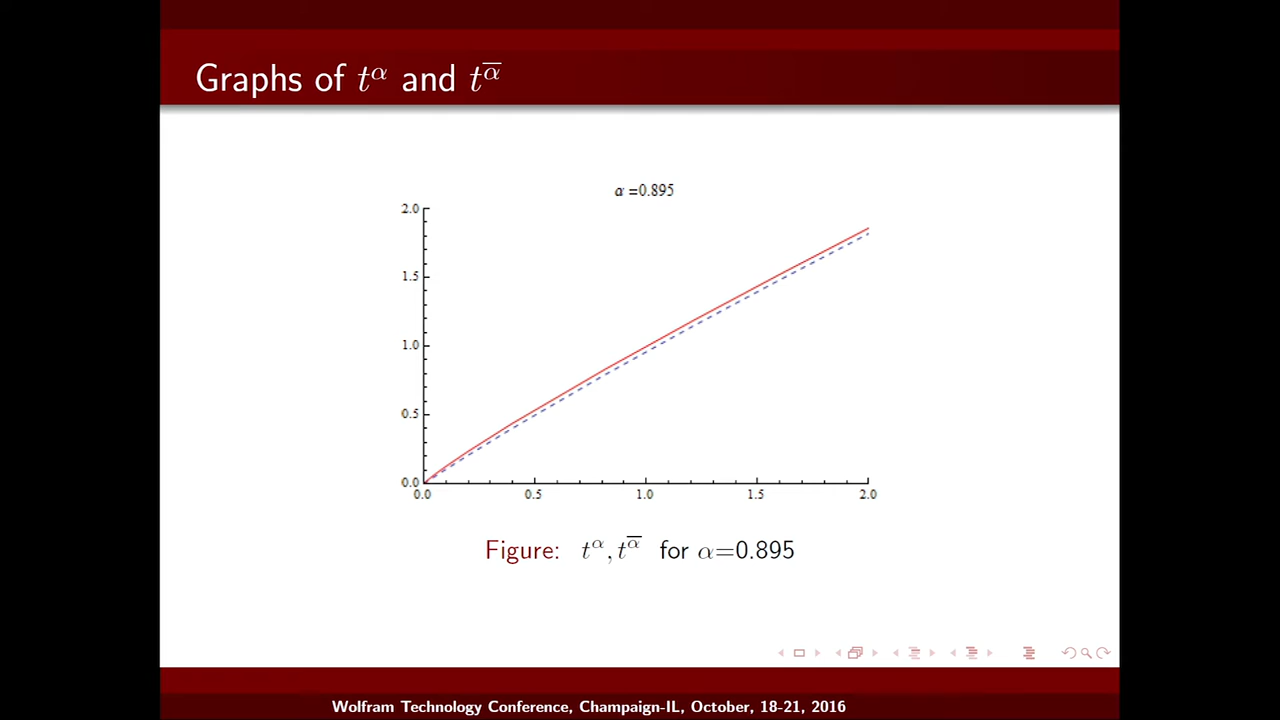 Graphs of t^α and t^α̅
α =0.895
2.0
1.5
1.0
0.5
0.0
0.0 0.5 1.0 1.5 2.0
Figure: t^α, t^α̅ for α=0.895
Wolfram Technology Conference, Champaign-IL, October, 18-21, 2016